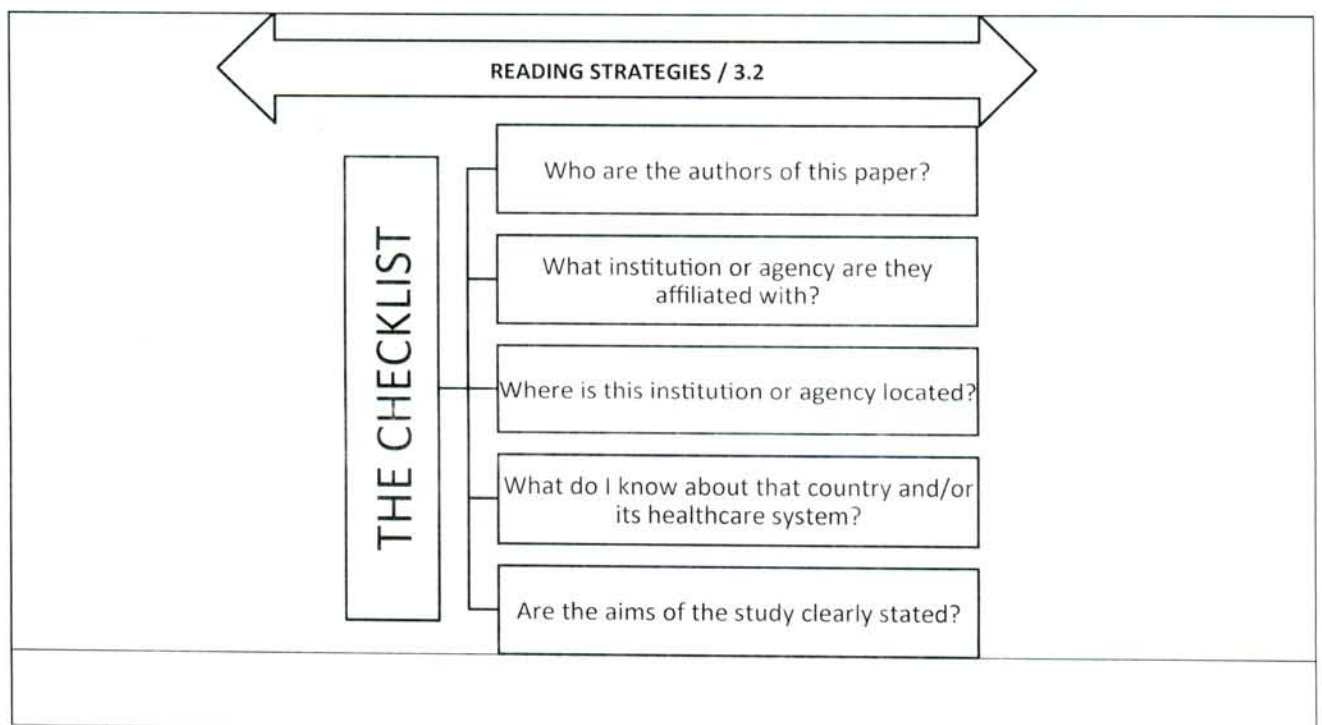 READING STRATEGIES / 3.2
THE CHECKLIST
Who are the authors of this paper?
What institution or agency are they
affiliated with?
Where is this institution or agency located?
What do I know about that country and/or
its healthcare system?
Are the aims of the study clearly stated?